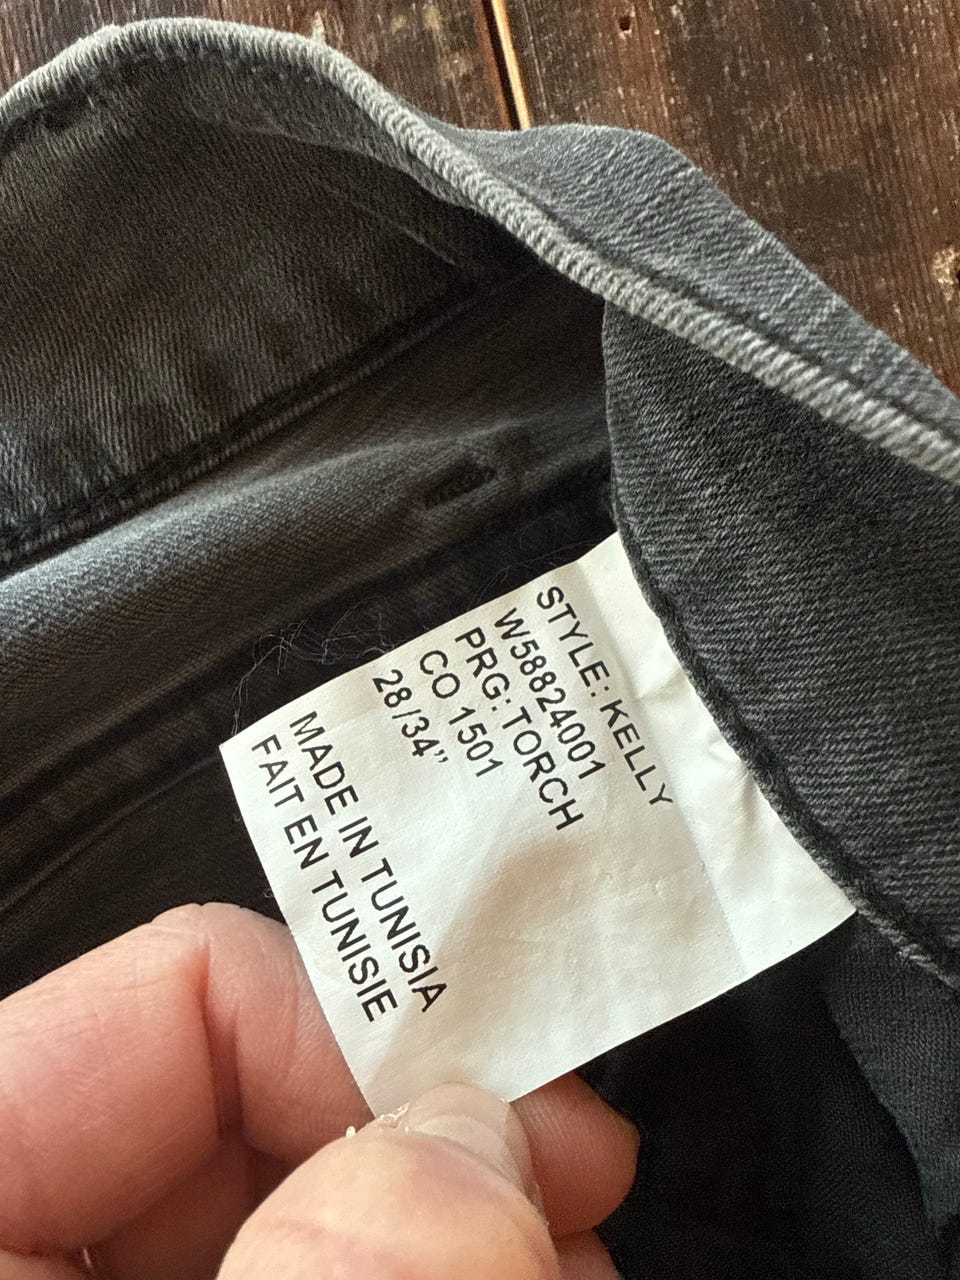 STYLE: KELLY
W58824001
PRG: TORCH
CO 1501
28/34”
MADE IN TUNISIA
FAIT EN TUNISIE